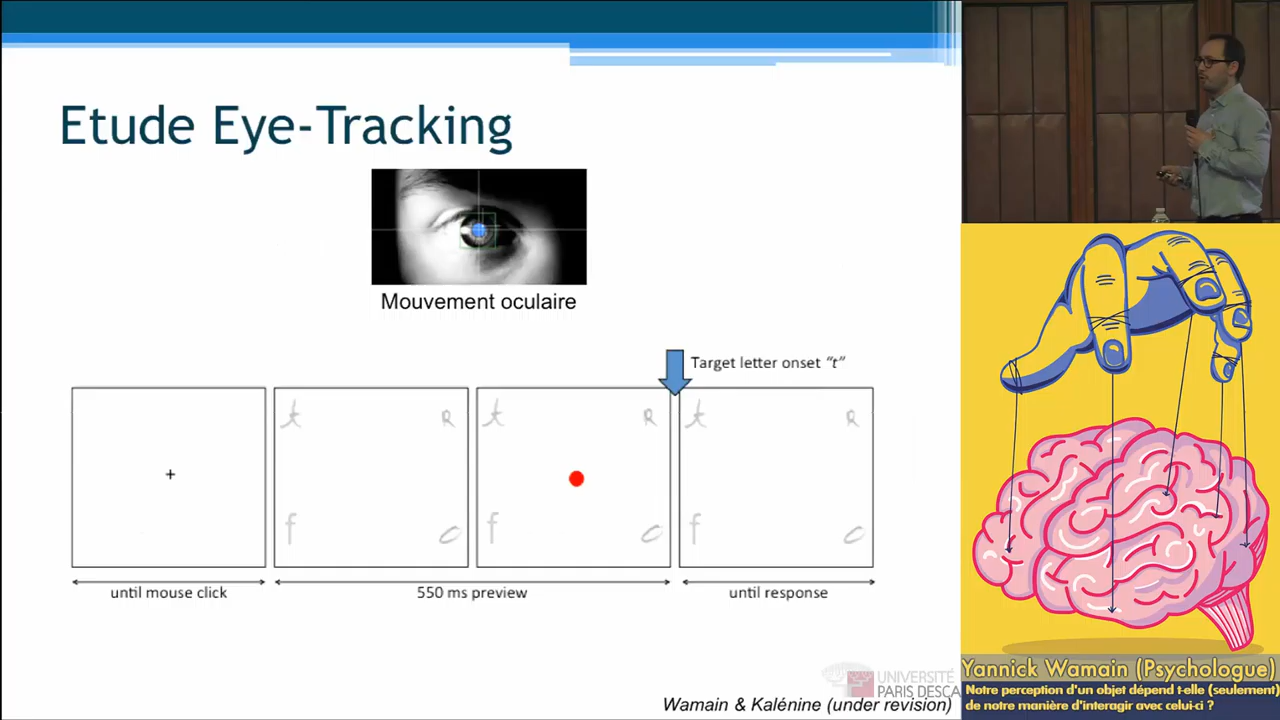 Etude Eye-Tracking
Mouvement oculaire
Target letter onset “t”
+
t R t R t R
f o f o f o
until mouse click
550 ms preview
until response
UNIVERSITÉ
PARIS DESCA
Wamain & Kalénine (under revision)
Yannick Wamain (Psychologue)
Notre perception d'un objet dépend t-elle (seulement)
de notre manière d'interagir avec celui-ci ?